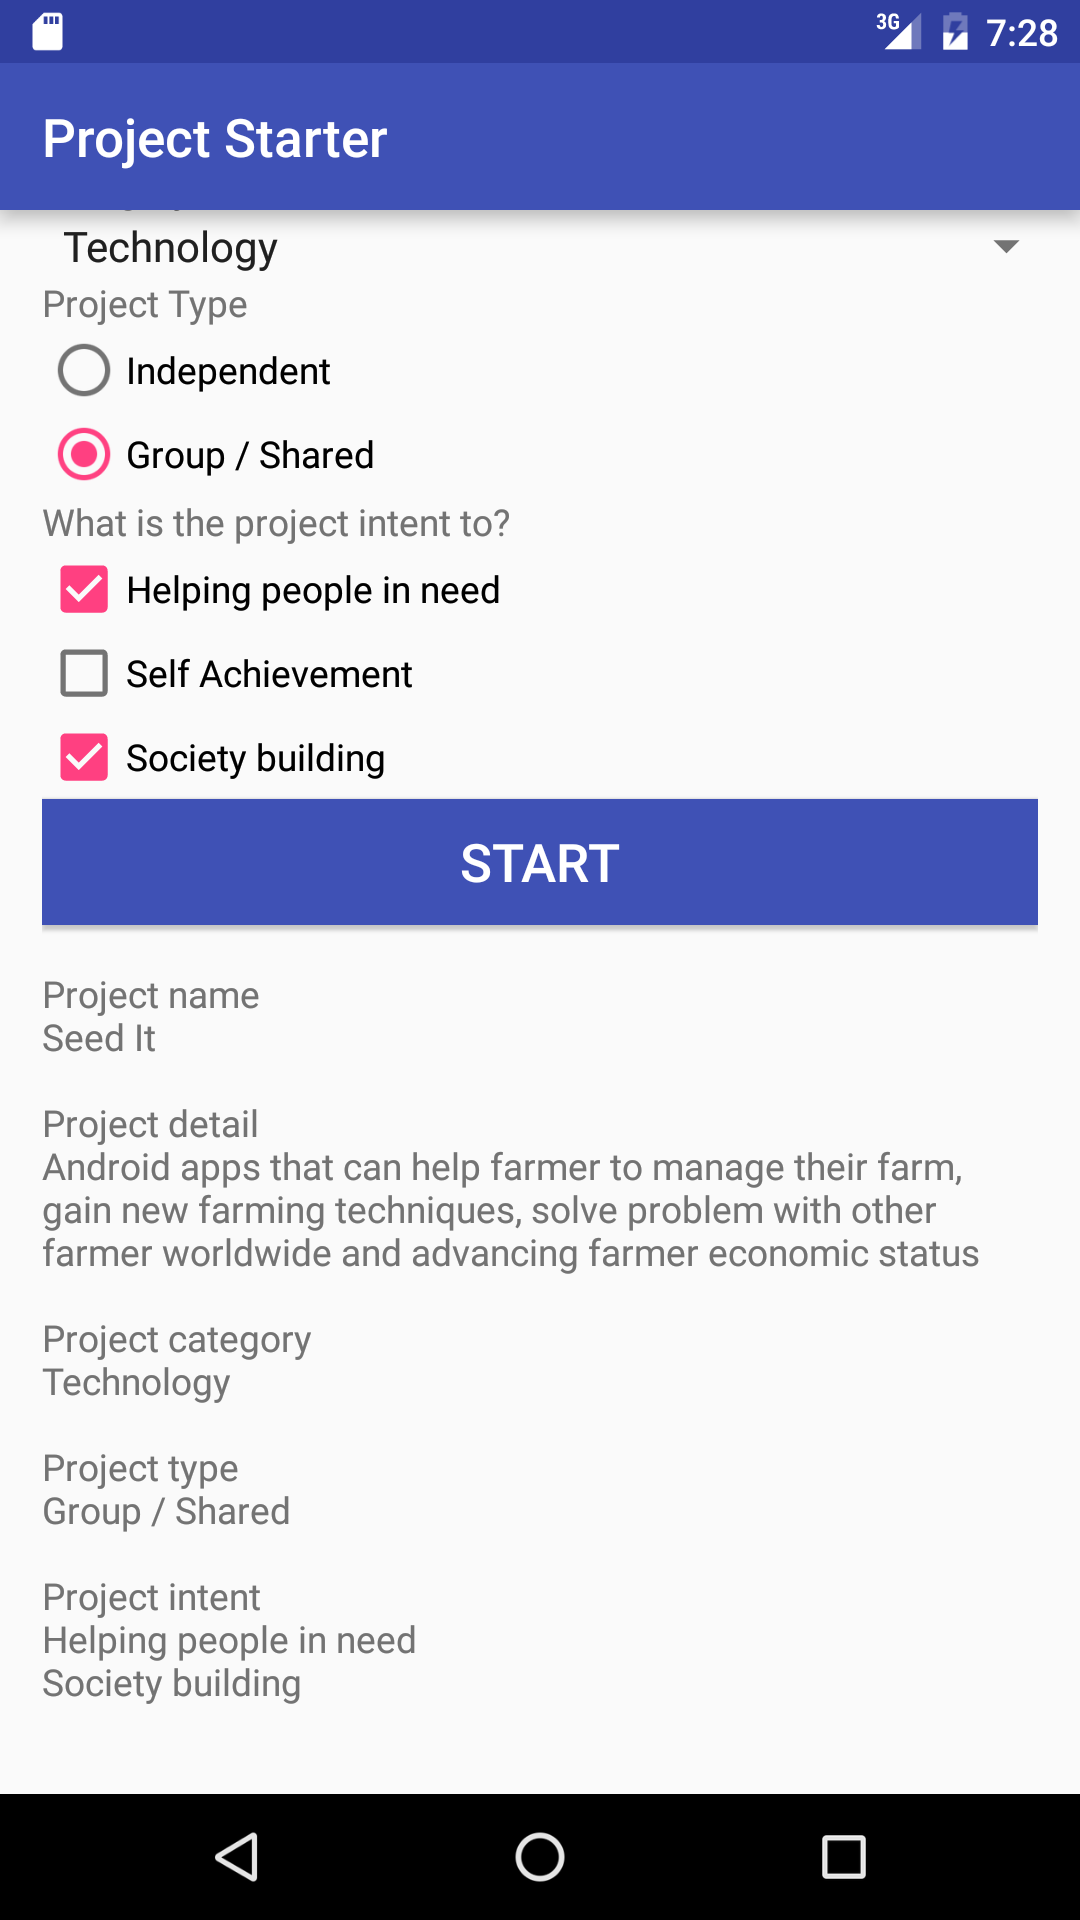 3G 7:28
Project Starter
Technology
Project Type
Independent
Group / Shared
What is the project intent to?
Helping people in need
Self Achievement
Society building
START
Project name
Seed It
Project detail
Android apps that can help farmer to manage their farm,
gain new farming techniques, solve problem with other
farmer worldwide and advancing farmer economic status
Project category
Technology
Project type
Group / Shared
Project intent
Helping people in need
Society building